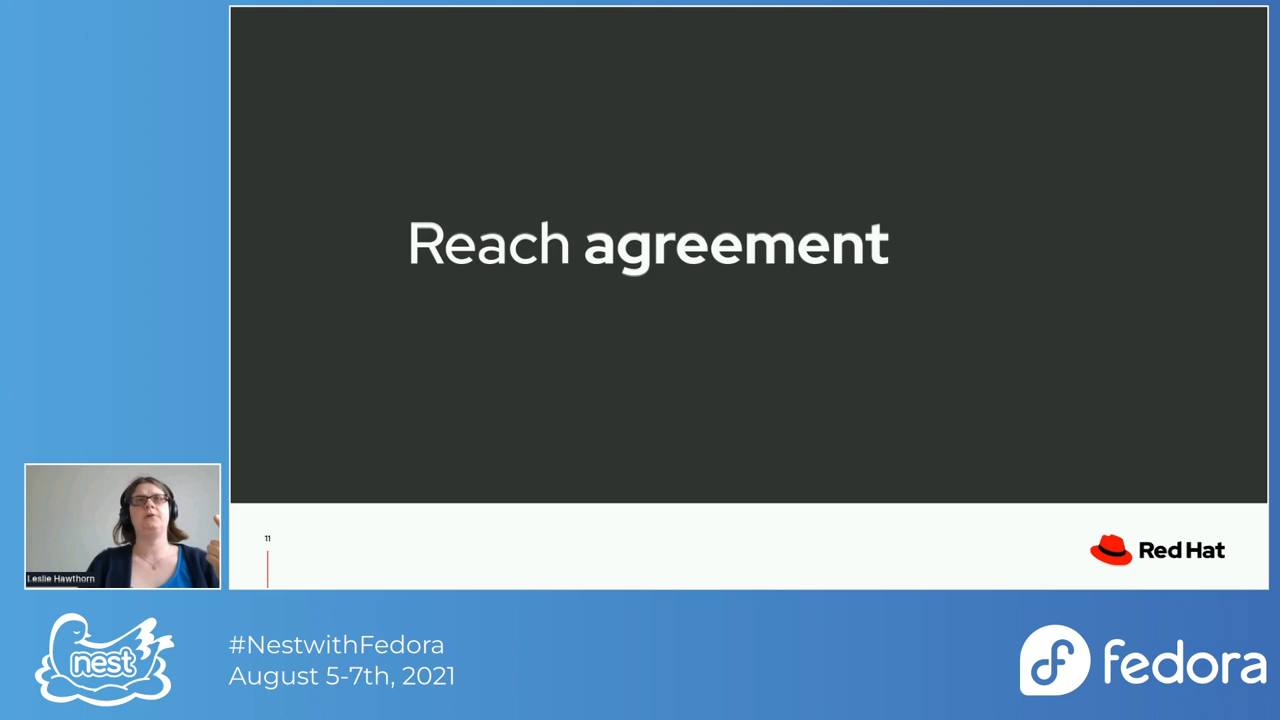 Reach agreement
11
Red Hat
Leslie Hawthorn
nest
#NestwithFedora
August 5-7th, 2021
fedora